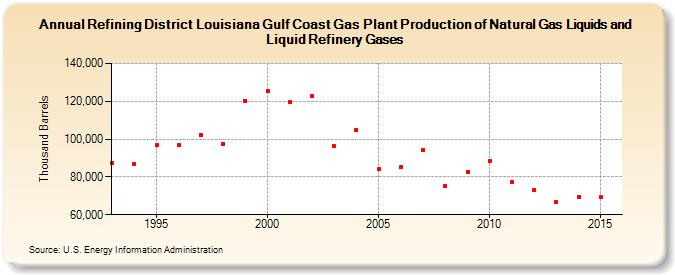 Annual Refining District Louisiana Gulf Coast Gas Plant Production of Natural Gas Liquids and
Liquid Refinery Gases
Thousand Barrels
140,000
120,000
100,000
80,000
60,000
1995
2000
2005
2010
2015
Source: U.S. Energy Information Administration